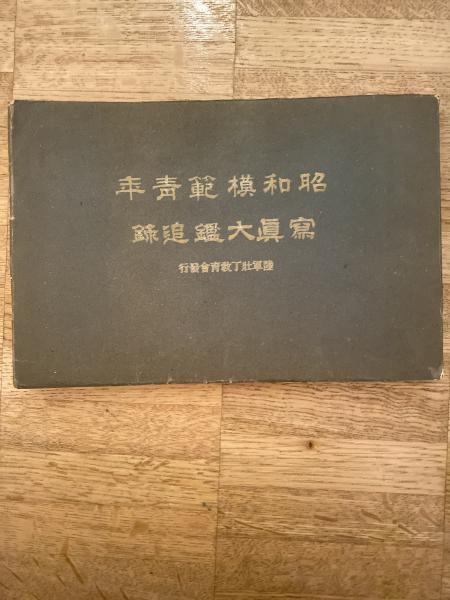 昭和模範青年
寫眞大鑑追錄
陸軍壯丁教育會發行